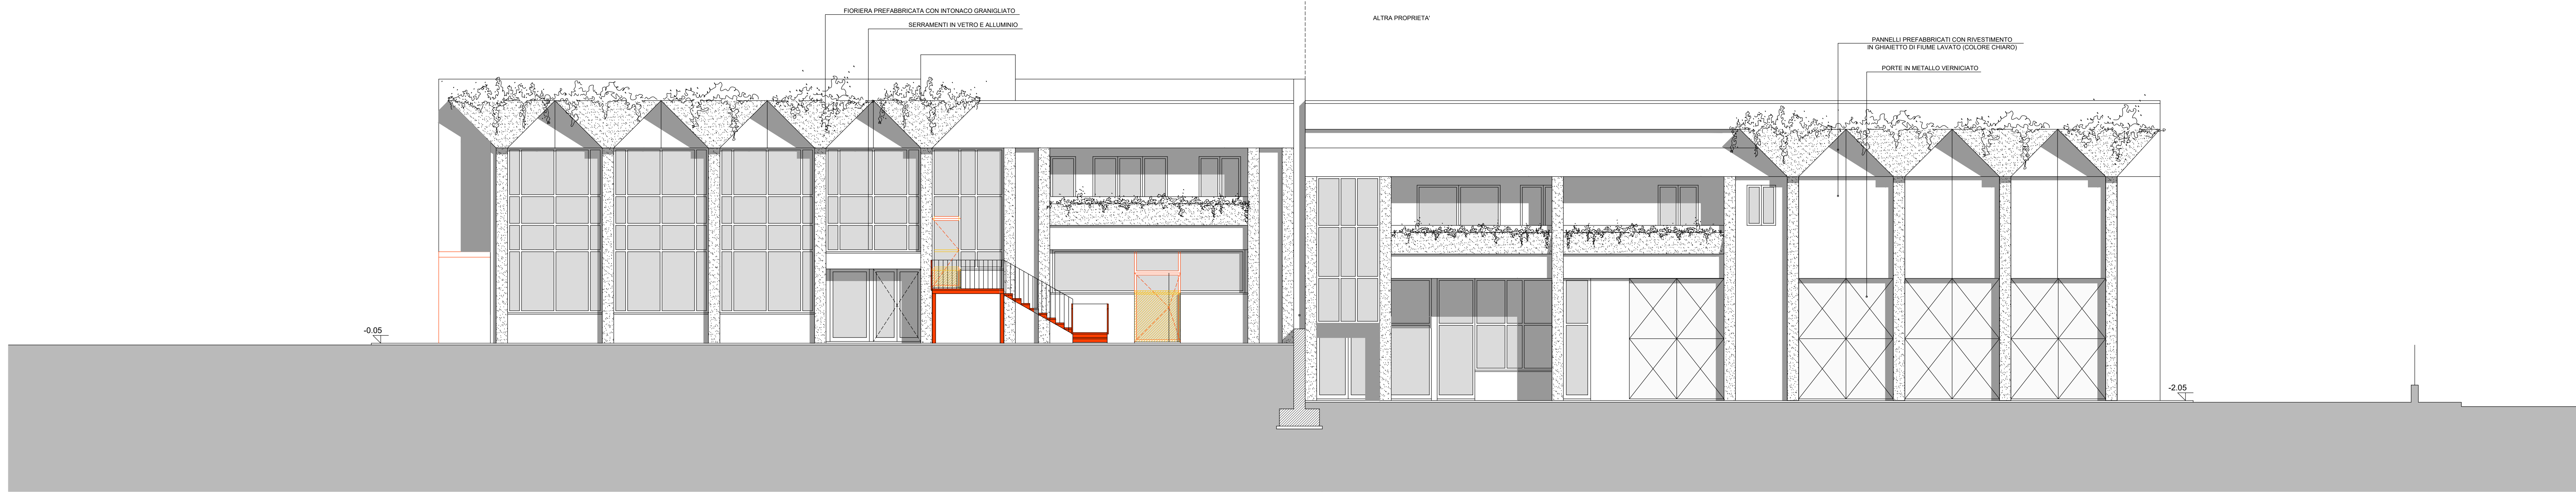 FIORIERA PREFABBRICATA CON INTONACO GRANIGLIATO
SERRAMENTI IN VETRO E ALLUMINIO
ALTRA PROPRIETA'
PANNELLI PREFABBRICATI CON RIVESTIMENTO
IN GHIAIETTO DI FIUME LAVATO (COLORE CHIARO)
PORTE IN METALLO VERNICIATO
-0.05
-2.05